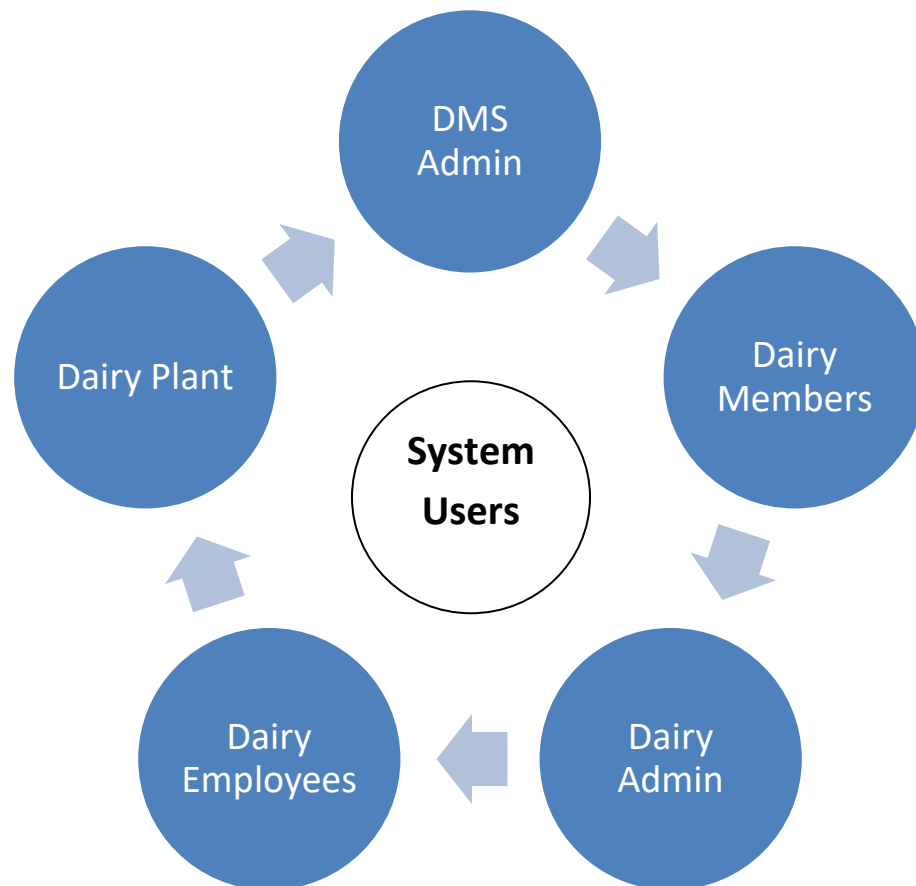 DMS
Admin
Dairy
Members
Dairy Plant
System
Users
Dairy
Employees
Dairy
Admin